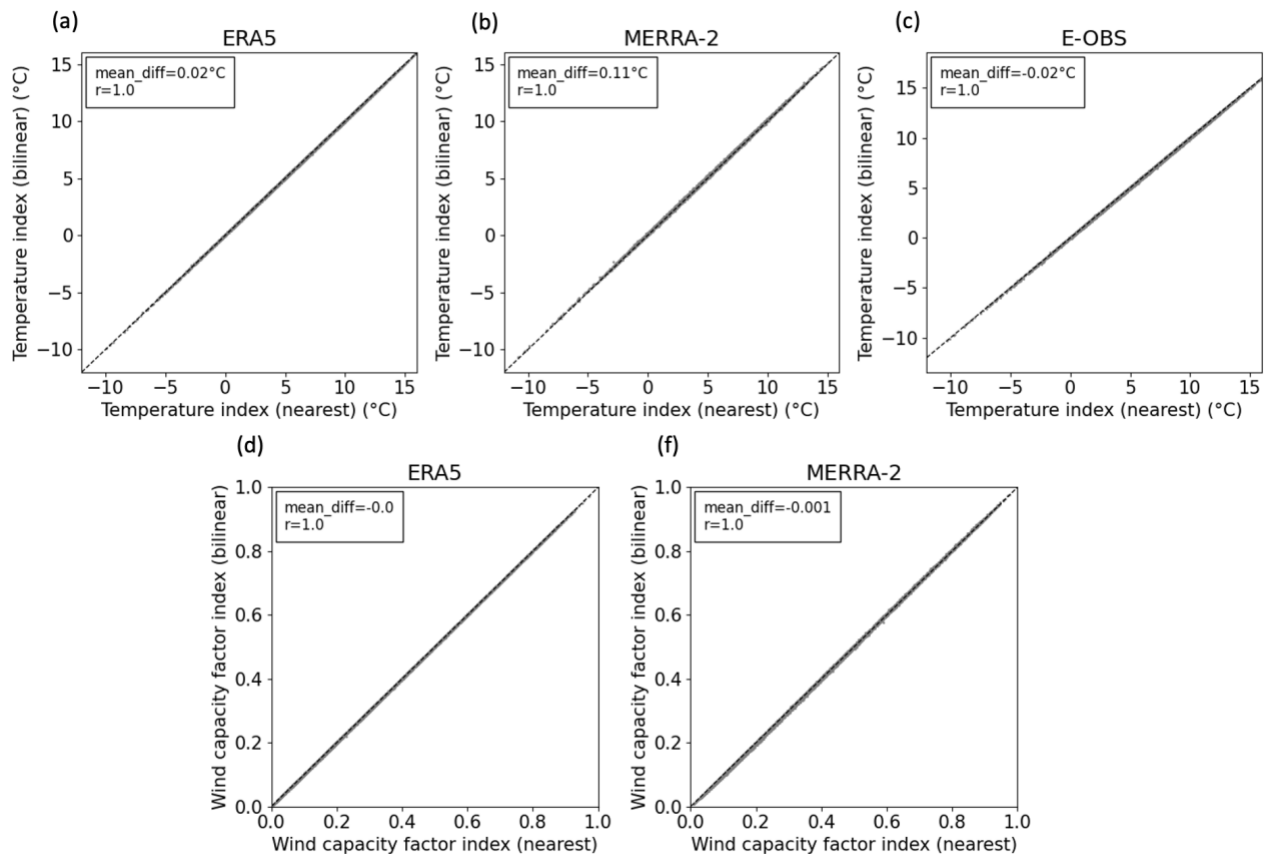 (a)
ERA5
mean_diff=0.02°C
r=1.0
15
10
5
0
−5
−10
Temperature index (bilinear) (°C)
−10
−5
0
5
10
15
Temperature index (nearest) (°C)
(b)
MERRA-2
mean_diff=0.11°C
r=1.0
15
10
5
0
−5
−10
Temperature index (bilinear) (°C)
−10
−5
0
5
10
15
Temperature index (nearest) (°C)
(c)
E-OBS
mean_diff=-0.02°C
r=1.0
15
10
5
0
−5
−10
Temperature index (bilinear) (°C)
−10
−5
0
5
10
15
Temperature index (nearest) (°C)
(d)
ERA5
mean_diff=-0.0
r=1.0
1.0
0.8
0.6
0.4
0.2
0.0
Wind capacity factor index (bilinear)
0.0
0.2
0.4
0.6
0.8
1.0
Wind capacity factor index (nearest)
(f)
MERRA-2
mean_diff=-0.001
r=1.0
1.0
0.8
0.6
0.4
0.2
0.0
Wind capacity factor index (bilinear)
0.0
0.2
0.4
0.6
0.8
1.0
Wind capacity factor index (nearest)